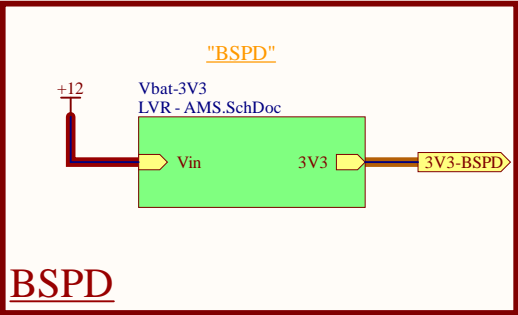 "BSPD"
+12
Vbat-3V3
LVR - AMS.SchDoc
Vin
3V3
3V3-BSPD
BSPD